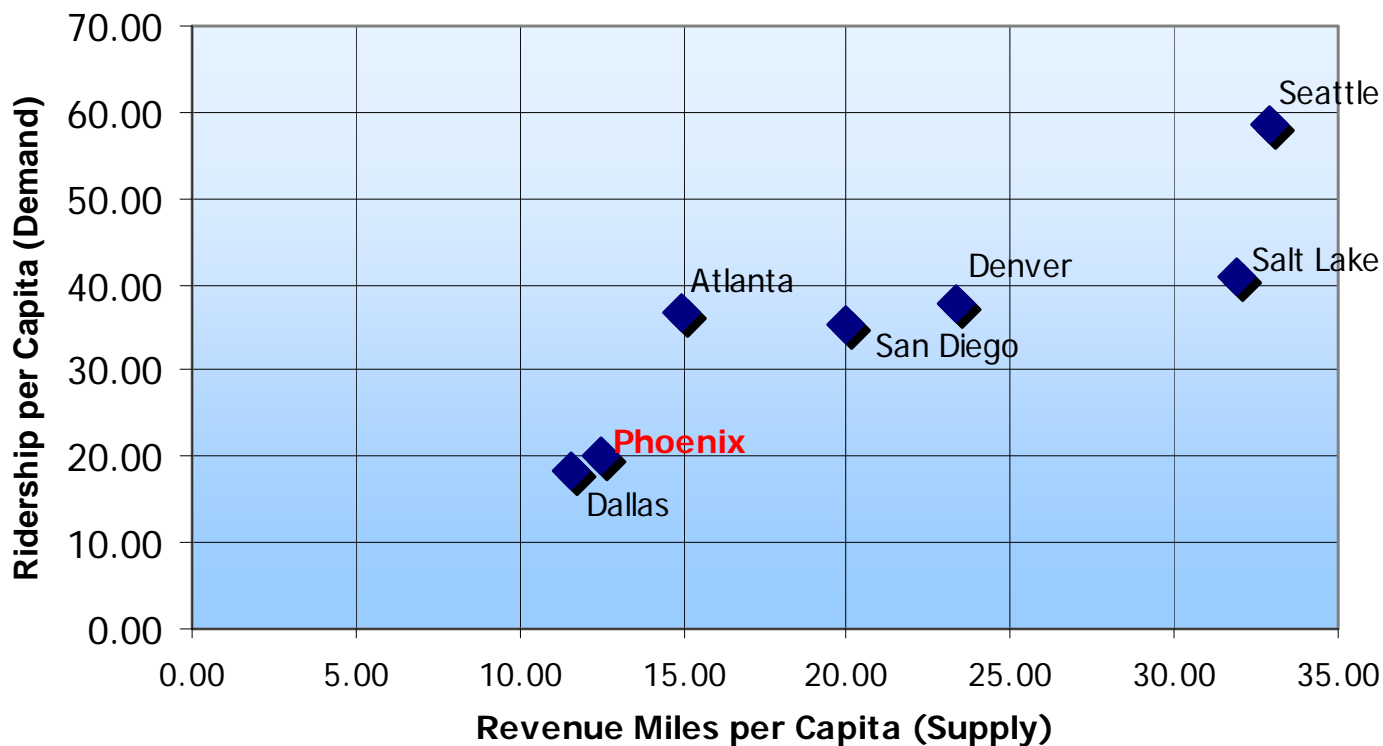 70.00
60.00
50.00
40.00
30.00
20.00
10.00
0.00
Ridership per Capita (Demand)
Seattle
Salt Lake
Denver
Atlanta
San Diego
Phoenix
Dallas
0.00 5.00 10.00 15.00 20.00 25.00 30.00 35.00
Revenue Miles per Capita (Supply)